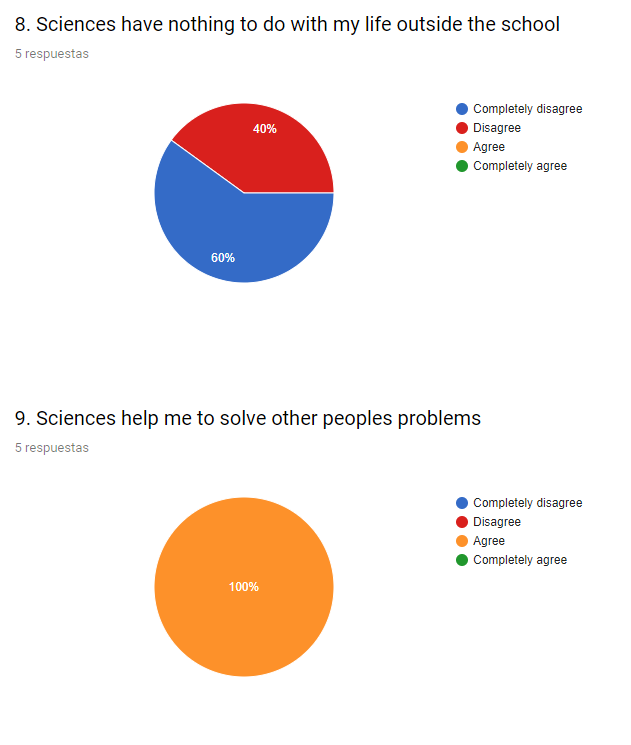 8. Sciences have nothing to do with my life outside the school
5 respuestas
40%
60%
Completely disagree
Disagree
Agree
Completely agree
9. Sciences help me to solve other peoples problems
5 respuestas
100%
Completely disagree
Disagree
Agree
Completely agree